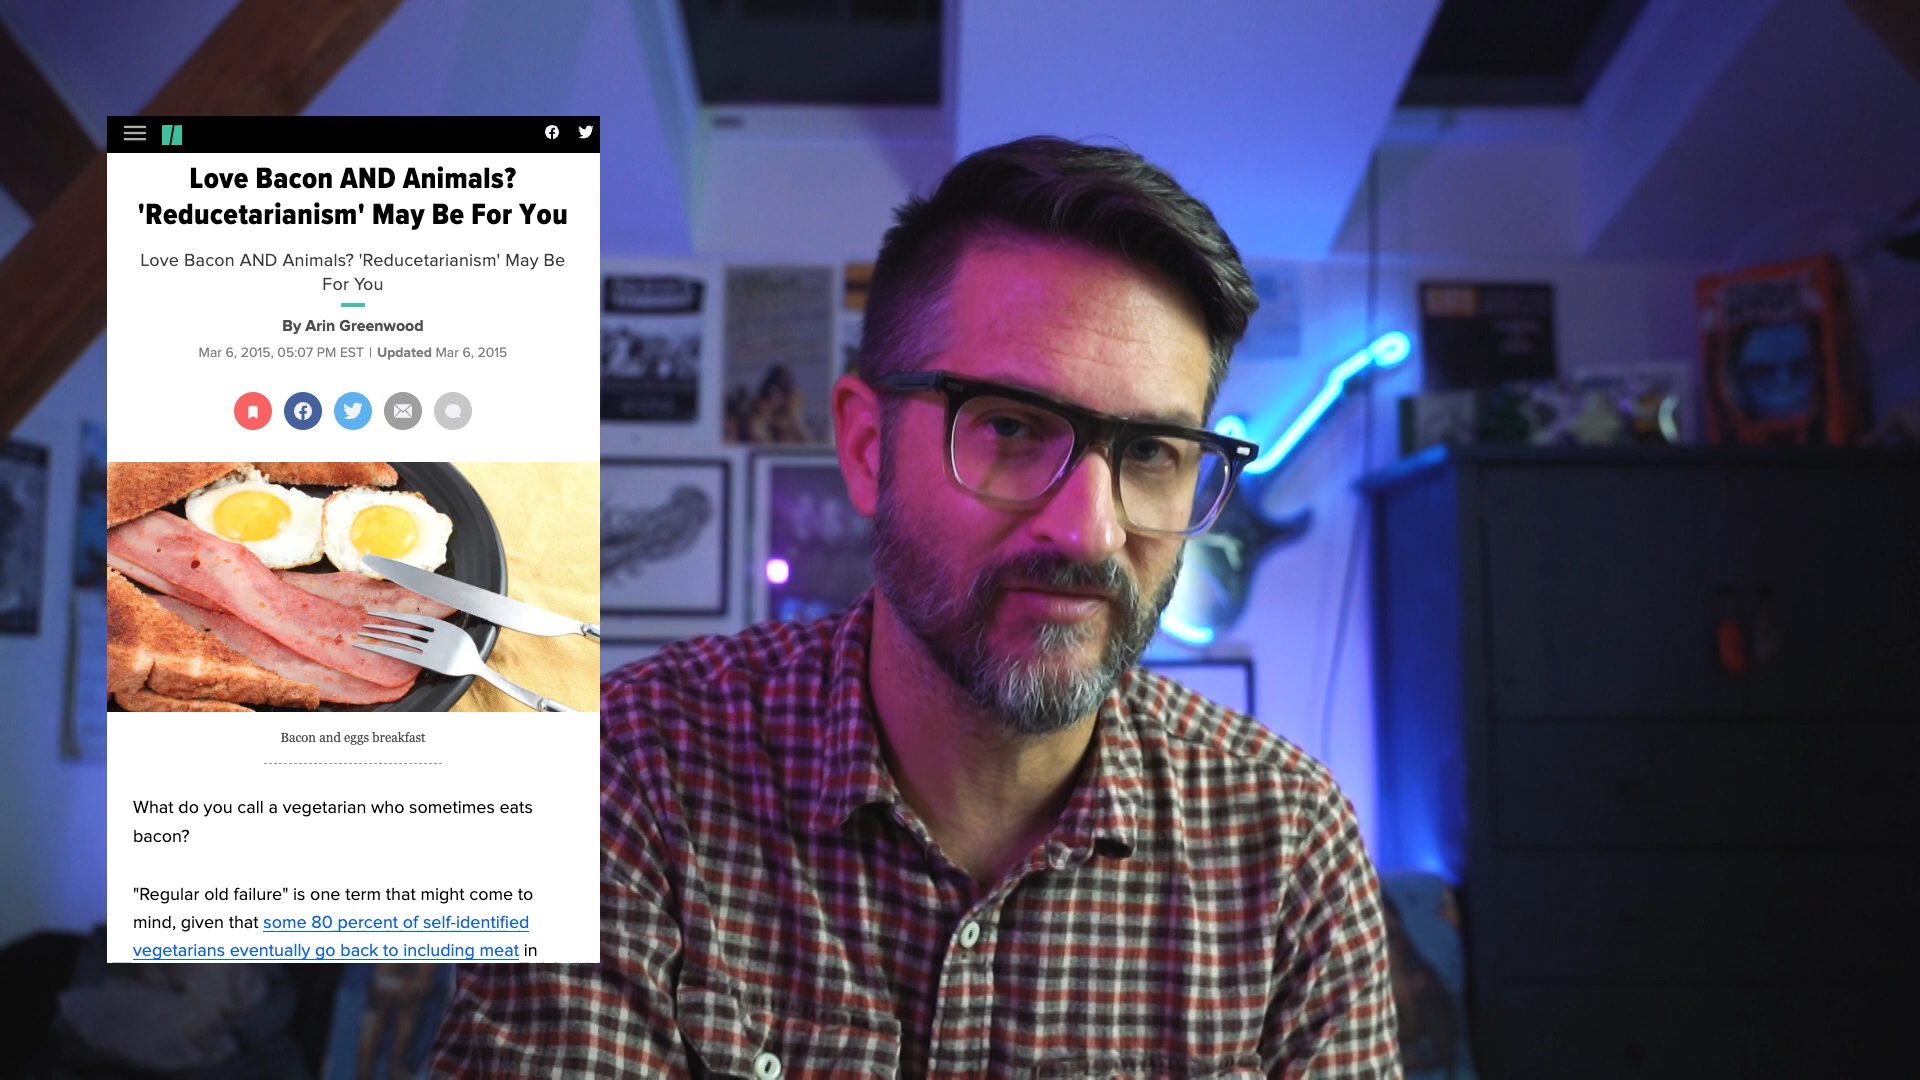 Love Bacon AND Animals?
'Reducetarianism' May Be For You
Love Bacon AND Animals? 'Reducetarianism' May Be
For You
By Arin Greenwood
Mar 6, 2015, 05:07 PM EST | Updated Mar 6, 2015
Bacon and eggs breakfast
What do you call a vegetarian who sometimes eats
bacon?
"Regular old failure" is one term that might come to
mind, given that some 80 percent of self-identified
vegetarians eventually go back to including meat in